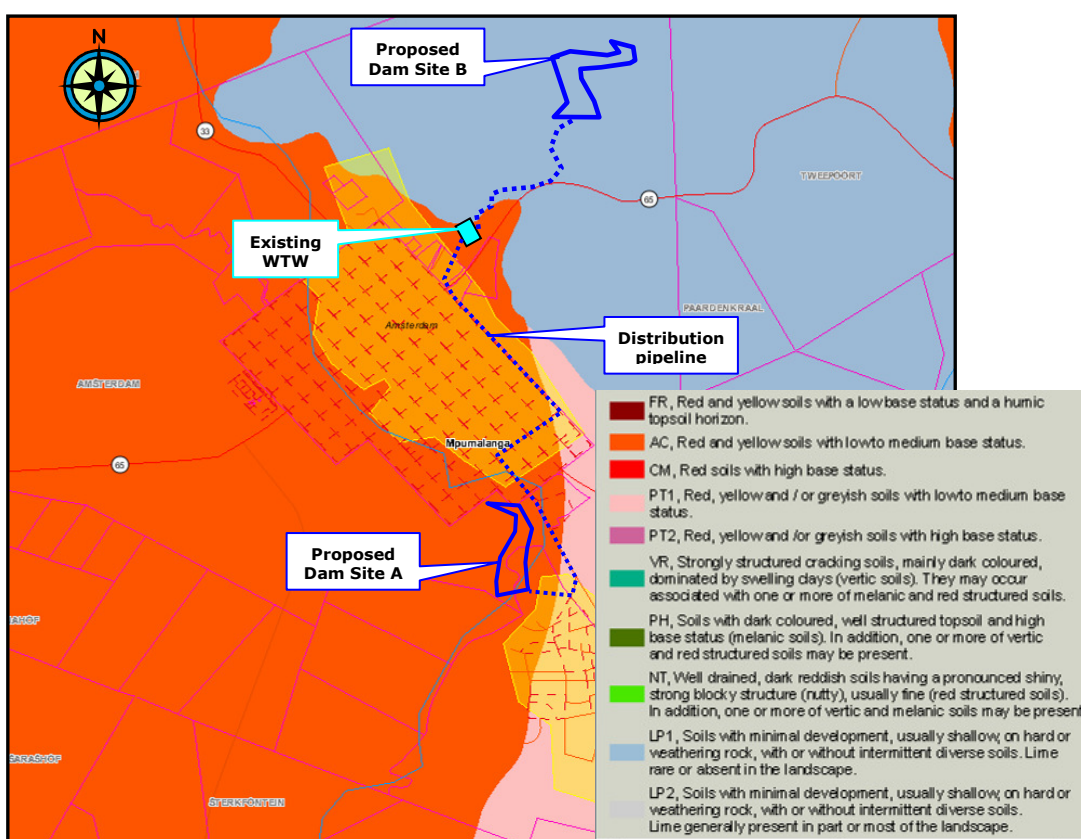 N
Proposed
Dam Site B
33
TWEEPOORT
65
Existing
WTW
PAARDENKRAAL
Amsterdam
Distribution
pipeline
AMSTERDAM
Mpumalanga
65
Proposed
Dam Site A
SARASHOF
STERKFONTEIN
FR, Red and yellow soils with a low base status and a humic
topsoil horizon.
AC, Red and yellow soils with lowto medium base status.
CM, Red soils with high base status.
PT1, Red, yellow and / or greyish soils with lowto medium base
status.
PT2, Red, yellow and /or greyish soils with high base status.
VR, Strongly structured cracking soils, mainly dark coloured,
dominated by swelling clays (vertic soils). They may occur
associated with one or more of melanic and red structured soils.
PH, Soils with dark coloured, well structured topsoil and high
base status (melanic soils). In addition, one or more of vertic
and red structured soils may be present.
NT, Well drained, dark reddish soils having a pronounced shiny,
strong blocky structure (nutty), usually fine (red structured soils).
In addition, one or more of vertic and melanic soils may be present
LP1, Soils with minimal development, usually shallow, on hard or
weathering rock, with or without intermittent diverse soils. Lime
rare or absent in the landscape.
LP2, Soils with minimal development, usually shallow, on hard or
weathering rock, with or without intermittent diverse soils.
Lime generally present in part or most of the landscape.